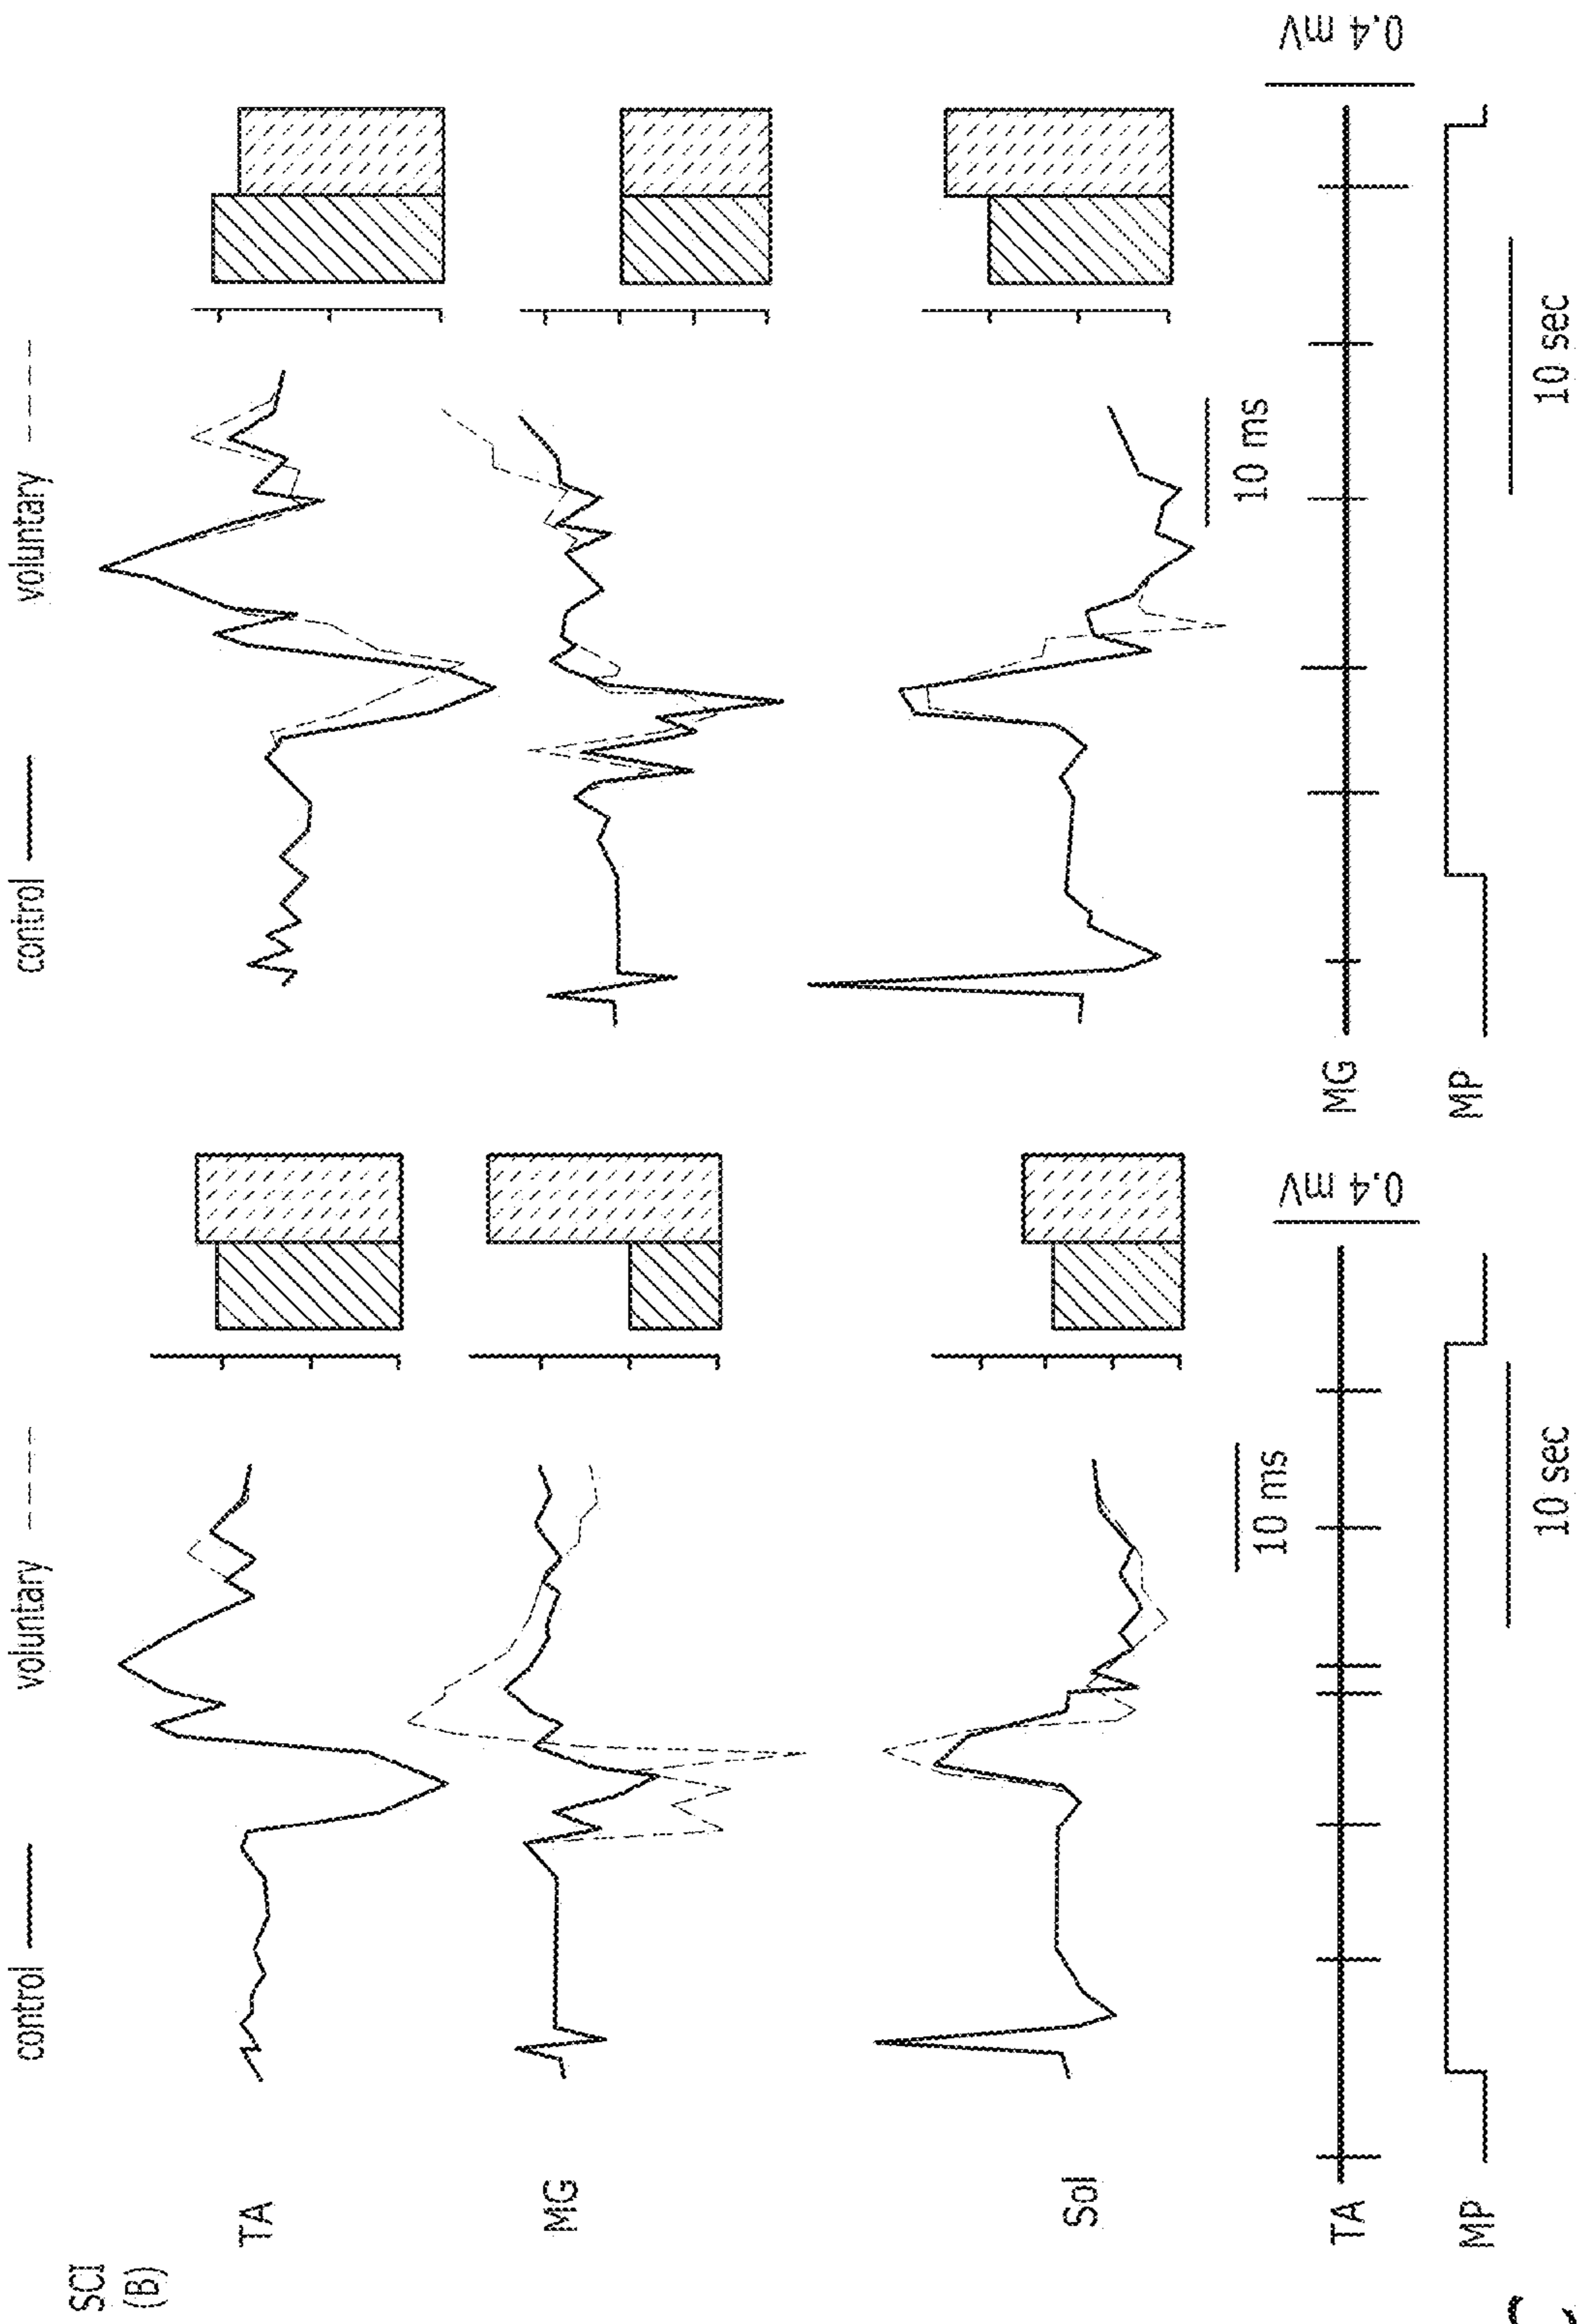 SCI
(B)
control
voluntary
control
voluntary
TA
MG
Sol
10 ms
10 ms
TA
0.4 mV
MG
0.4 mV
MP
MP
10 sec
10 sec